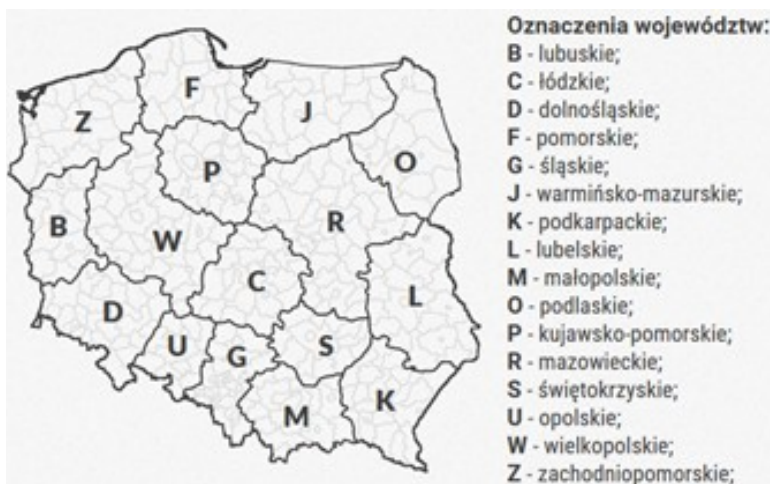 F
Z
J
O
P
B
W
R
C
L
D
U
G
S
M
K
Oznaczenia województw:
B - lubuskie;
C - łódzkie;
D - dolnośląskie;
F - pomorskie;
G - śląskie;
J - warmińsko-mazurskie;
K - podkarpackie;
L - lubelskie;
M - małopolskie;
O - podlaskie;
P - kujawsko-pomorskie;
R - mazowieckie;
S - świętokrzyskie;
U - opolskie;
W - wielkopolskie;
Z - zachodniopomorskie;